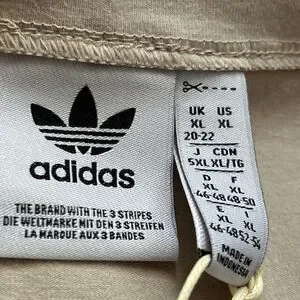 adidas
THE BRAND WITH THE 3 STRIPES
DIE WELTMARKE MIT DEN 3 STREIFEN
LA MARQUE AUX 3 BANDES
UK US
XL XL
20-22
J CDN
5XL XL/TG
D F
XL XL
46-48 48-50
E I
XL XL
46-48 52-54
MADE IN
INDONESIA